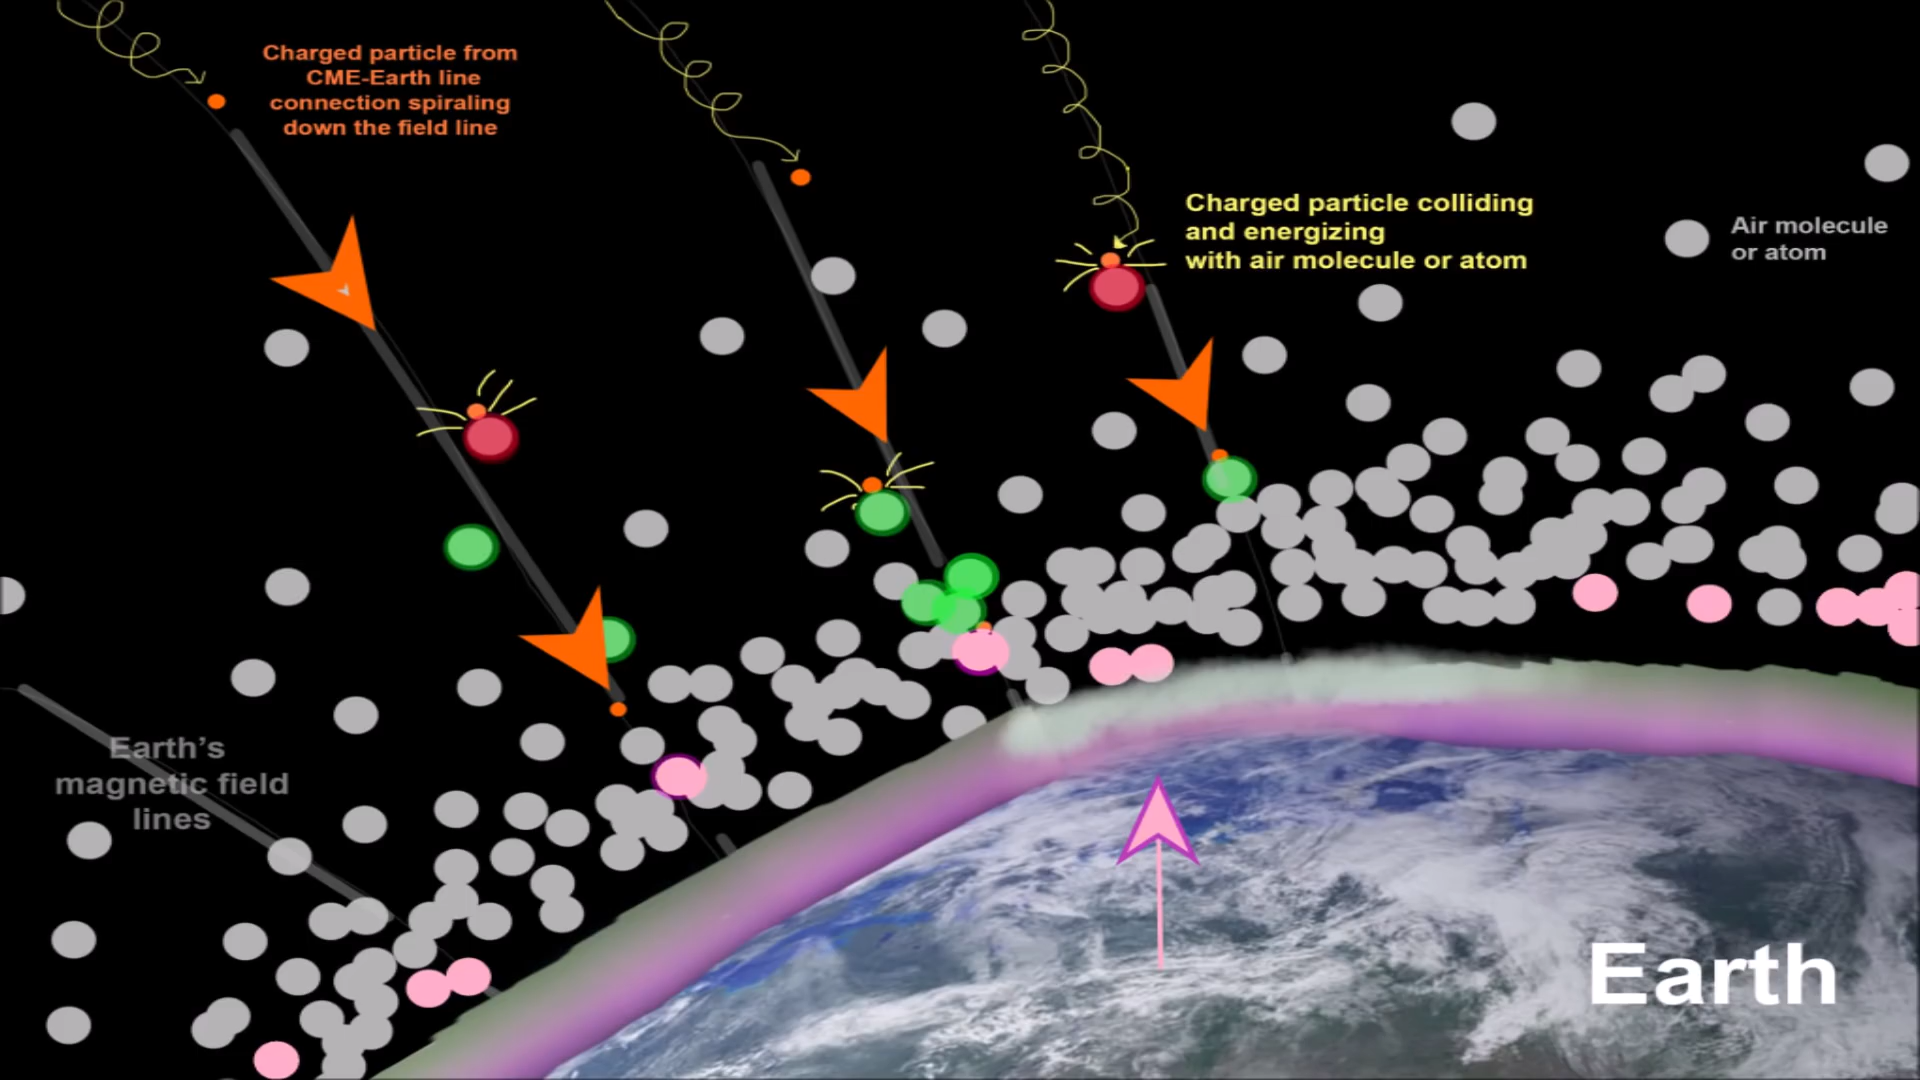 Charged particle from
CME-Earth line
connection spiraling
down the field line
Charged particle colliding
and energizing
with air molecule or atom
Air molecule
or atom
Earth's
magnetic field
lines
Earth